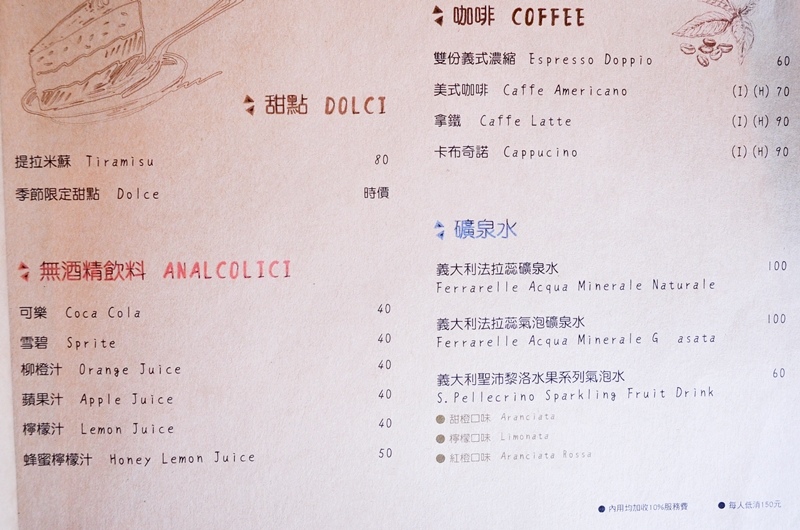 甜點 DOLCI
提拉米蘇 Tiramisu 80
季節限定甜點 Dolce 時價
無酒精飲料 ANALCOLICI
可樂 Coca Cola 40
雪碧 Sprite 40
柳橙汁 Orange Juice 40
蘋果汁 Apple Juice 40
檸檬汁 Lemon Juice 40
蜂蜜檸檬汁 Honey Lemon Juice 50
咖啡 COFFEE
雙份義式濃縮 Espresso Doppio 60
美式咖啡 Caffe Americano (I)(H) 70
拿鐵 Caffe Latte (I)(H) 90
卡布奇諾 Cappucino (I)(H) 90
礦泉水
義大利法拉蕊礦泉水 100
Ferrarelle Acqua Minerale Naturale
義大利法拉蕊氣泡礦泉水 100
Ferrarelle Acqua Minerale G asata
義大利聖沛黎洛水果系列氣泡水 60
S.Pellecrino Sparkling Fruit Drink
● 甜橙口味 Aranciata
● 檸檬口味 Limonata
● 紅橙口味 Aranciata Rossa
● 內用均加收10%服務費 ● 每人低消150元